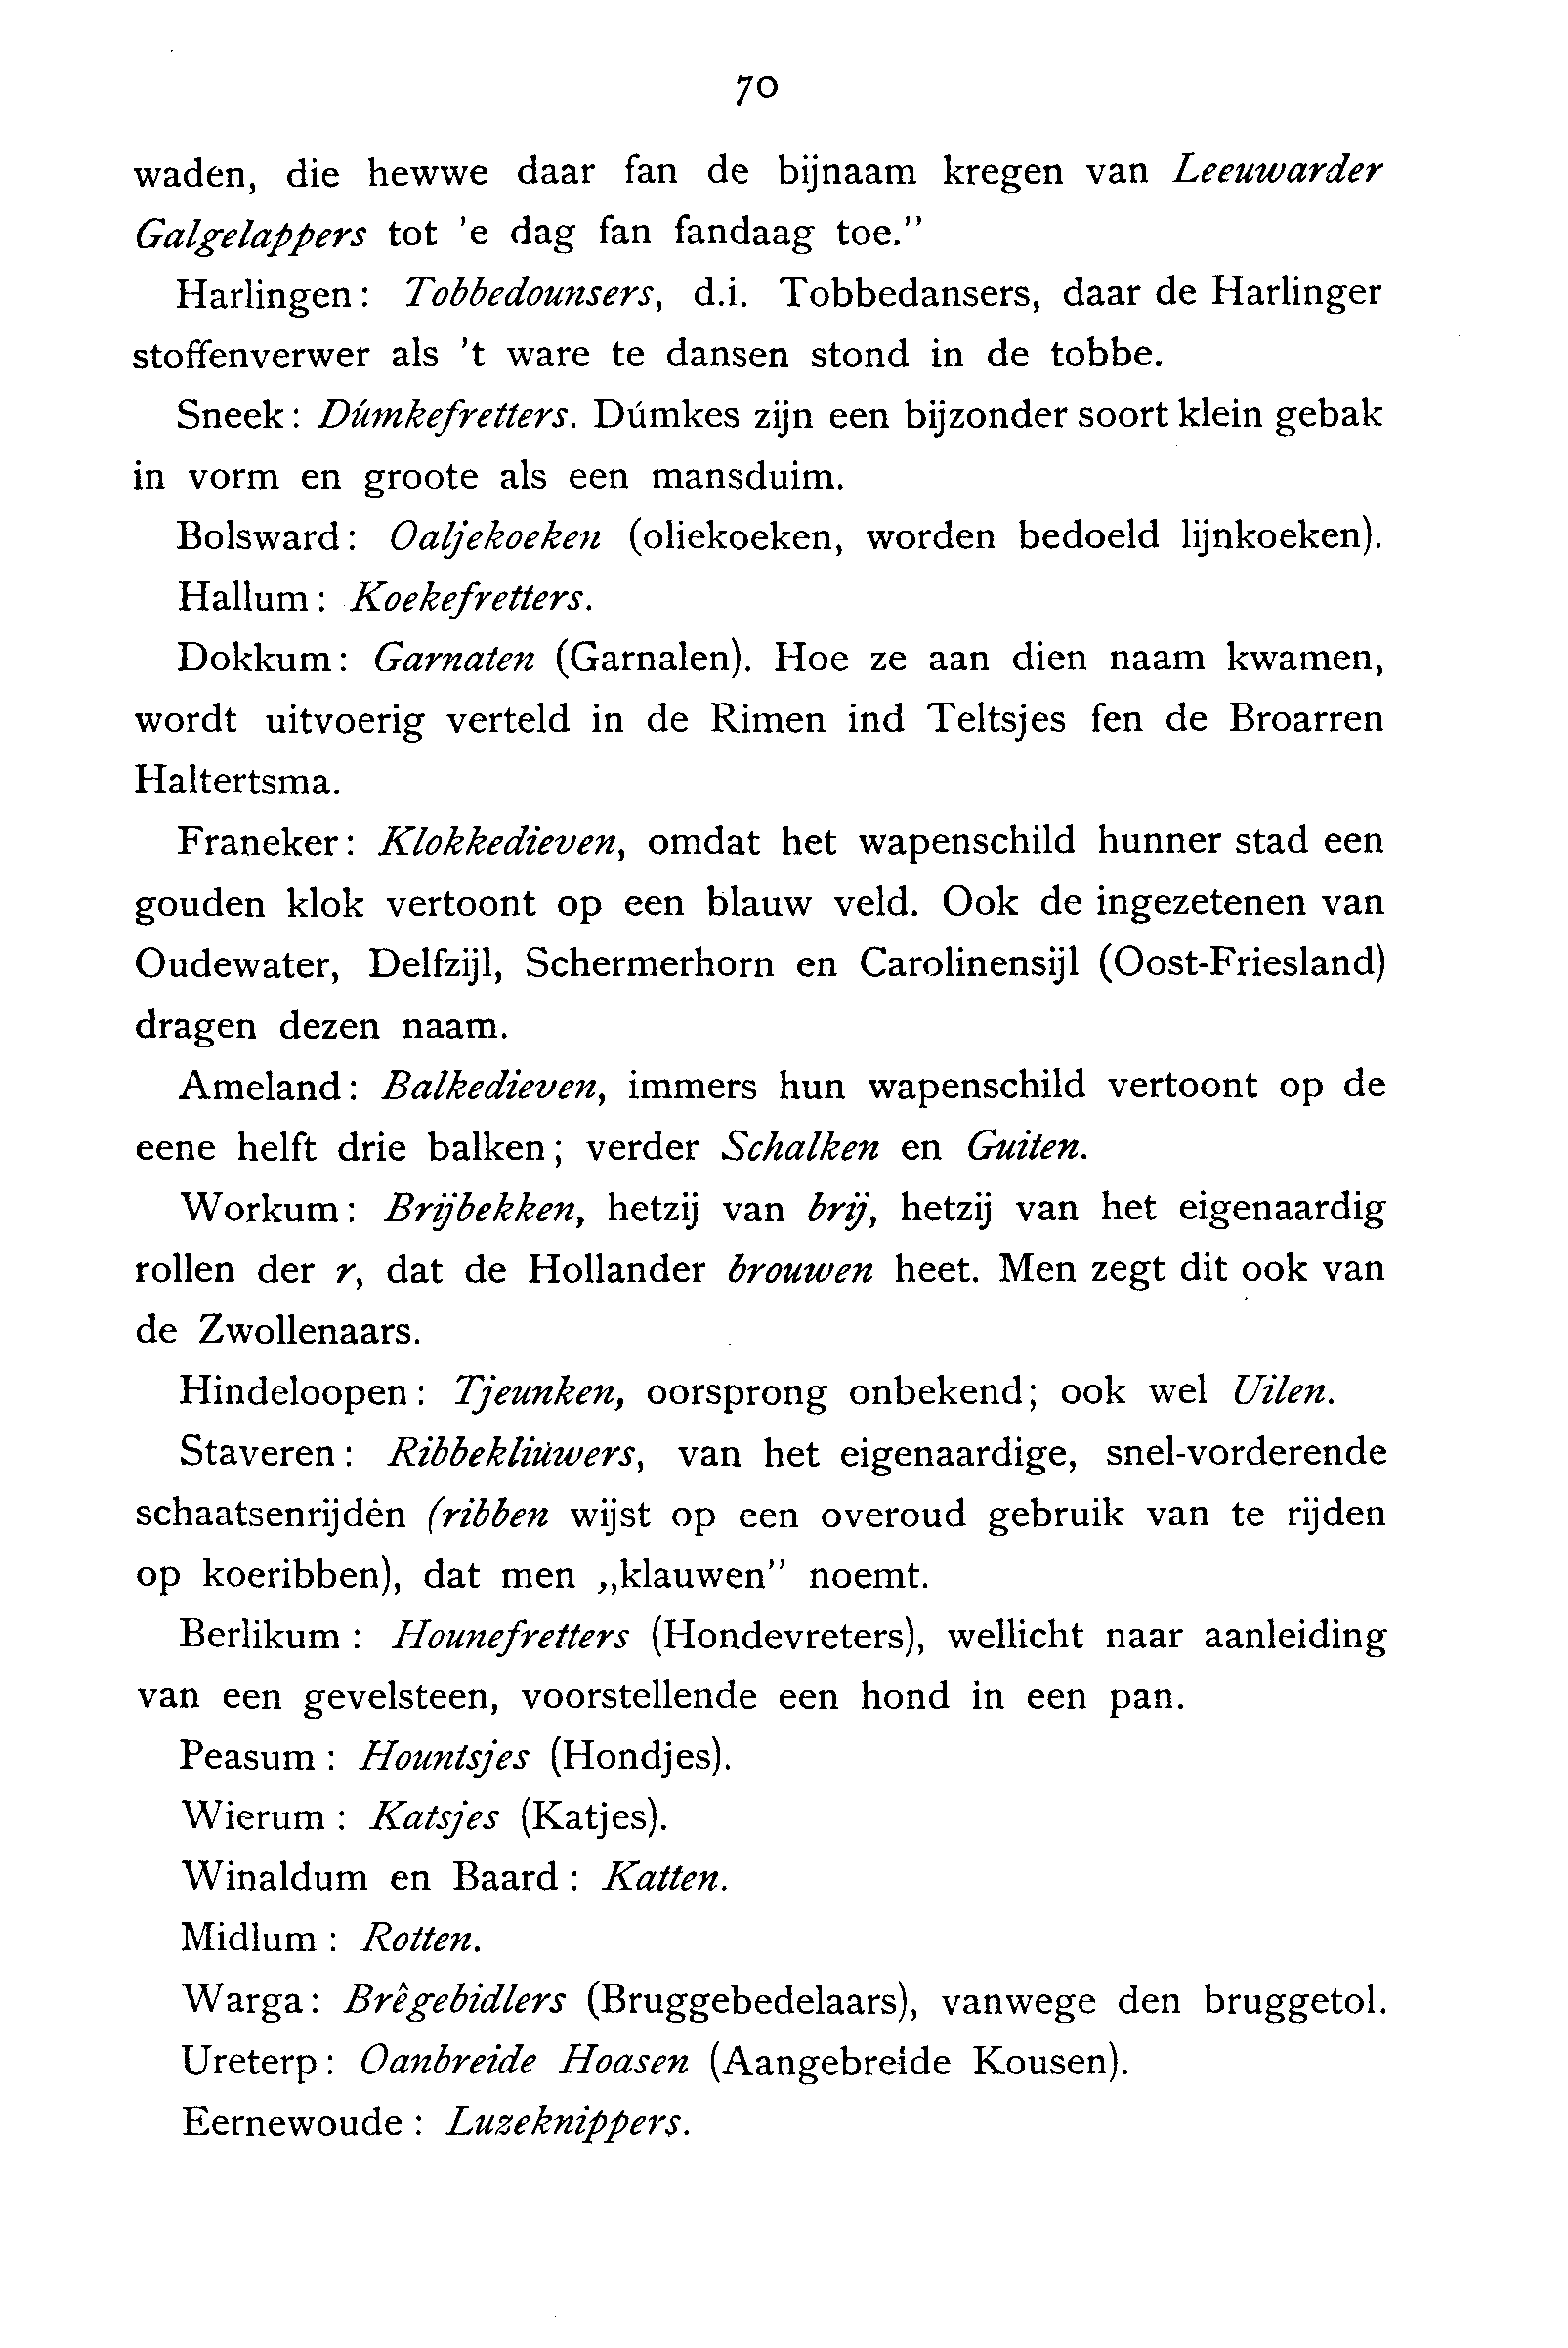 70
waden, die hewwe daar fan de bijnaam kregen van Leeuwarder
Galgelappers tot 'e dag fan fandaag toe."
Harlingen: Tobbedounsers, d.i. Tobbedansers, daar de Harlinger
stoffenverwer als 't ware te dansen stond in de tobbe.
Sneek: Dúmkefretters. Dúmkes zijn een bijzonder soort klein gebak
in vorm en groote als een mansduim.
Bolsward: Oaljekoeken (oliekoeken, worden bedoeld lijnkoeken).
Hallum: Koekefretters.
Dokkum: Garnaten (Garnalen). Hoe ze aan dien naam kwamen,
wordt uitvoerig verteld in de Rimen ind Teltsjes fen de Broarren
Haltertsma.
Franeker: Klokkedieven, omdat het wapenschild hunner stad een
gouden klok vertoont op een blauw veld. Ook de ingezetenen van
Oudewater, Delfzijl, Schermerhorn en Carolinensijl (Oost-Friesland)
dragen dezen naam.
Ameland: Balkedieven, immers hun wapenschild vertoont op de
eene helft drie balken; verder Schalken en Guiten.
Workum: Brijbekken, hetzij van brij, hetzij van het eigenaardig
rollen der r, dat de Hollander brouwen heet. Men zegt dit ook van
de Zwollenaars.
Hindeloopen: Tjeunken, oorsprong onbekend; ook wel Uilen.
Staveren: Ribbekliúwers, van het eigenaardige, snel-vorderende
schaatsenrijdén (ribben wijst op een overoud gebruik van te rijden
op koeribben), dat men „klauwen" noemt.
Berlikum : Hounefretters (Hondevreters), wellicht naar aanleiding
van een gevelsteen, voorstellende een hond in een pan.
Peasum : Hountsjes (Hondjes).
Wierum : Katsjes (Katjes).
Winaldum en Baard : Katten.
Midlum : Rotten.
Warga: Brêgebidlers (Bruggebedelaars), vanwege den bruggetol.
Ureterp: Oanbreide Hoasen (Aangebreide Kousen).
Eernewoude : Luzeknippers.